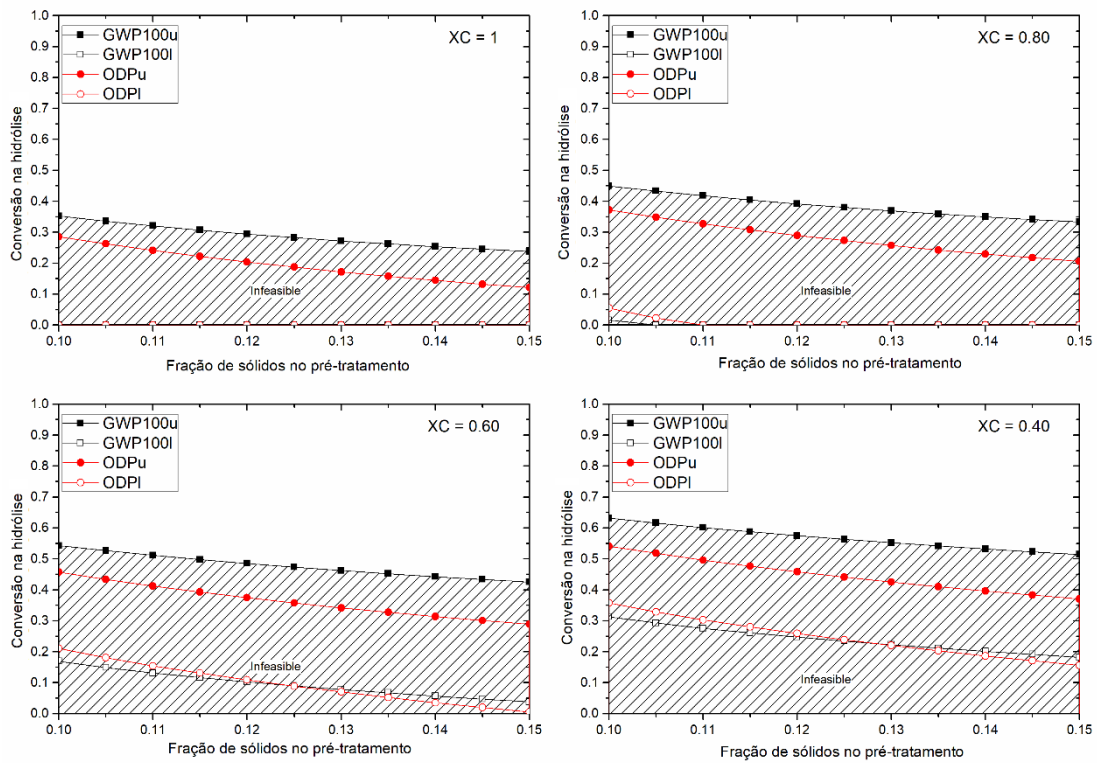 GWP100u
GWP100l
ODPu
ODPl
XC = 1
Conversão na hidrólise
1.0
0.9
0.8
0.7
0.6
0.5
0.4
0.3
0.2
0.1
0.0
Infeasible
0.10 0.11 0.12 0.13 0.14 0.15
Fração de sólidos no pré-tratamento
GWP100u
GWP100l
ODPu
ODPl
XC = 0.80
Conversão na hidrólise
1.0
0.9
0.8
0.7
0.6
0.5
0.4
0.3
0.2
0.1
0.0
Infeasible
0.10 0.11 0.12 0.13 0.14 0.15
Fração de sólidos no pré-tratamento
GWP100u
GWP100l
ODPu
ODPl
XC = 0.60
Conversão na hidrólise
1.0
0.9
0.8
0.7
0.6
0.5
0.4
0.3
0.2
0.1
0.0
Infeasible
0.10 0.11 0.12 0.13 0.14 0.15
Fração de sólidos no pré-tratamento
GWP100u
GWP100l
ODPu
ODPl
XC = 0.40
Conversão na hidrólise
1.0
0.9
0.8
0.7
0.6
0.5
0.4
0.3
0.2
0.1
0.0
Infeasible
0.10 0.11 0.12 0.13 0.14 0.15
Fração de sólidos no pré-tratamento